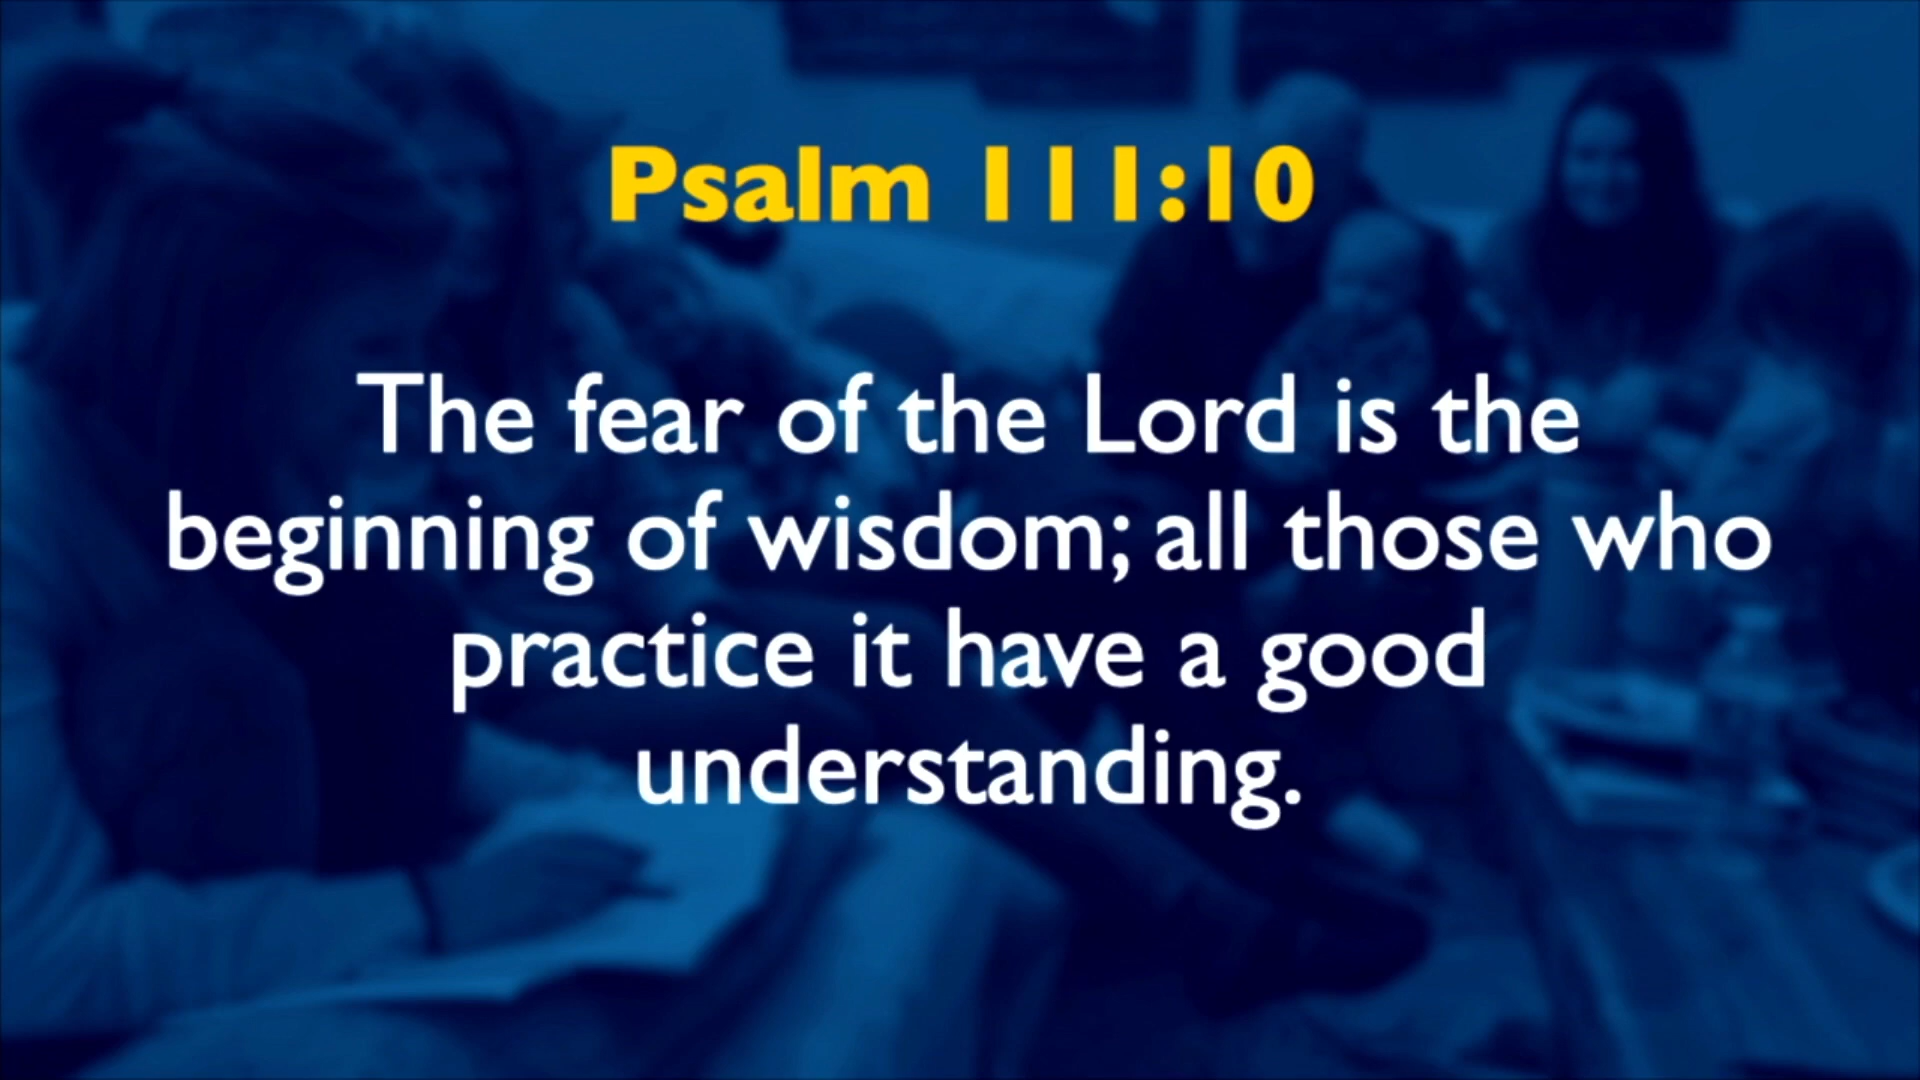 Psalm 111:10
The fear of the Lord is the
beginning of wisdom; all those who
practice it have a good
understanding.